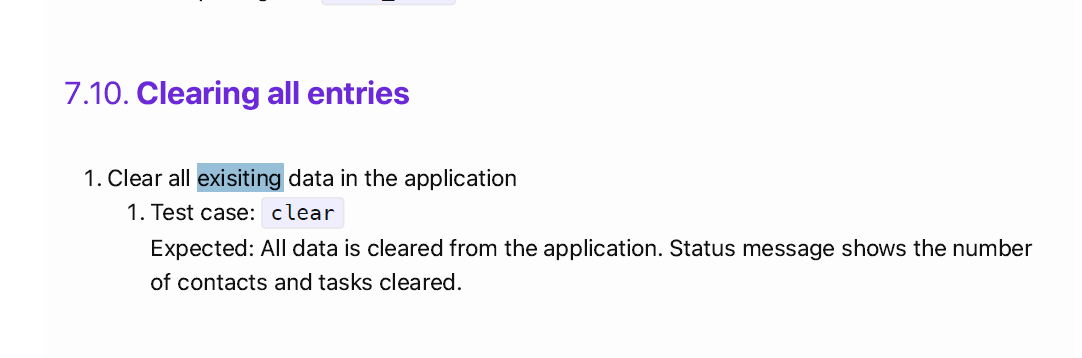 7.10. Clearing all entries
1. Clear all exisiting data in the application
1. Test case: clear
Expected: All data is cleared from the application. Status message shows the number
of contacts and tasks cleared.